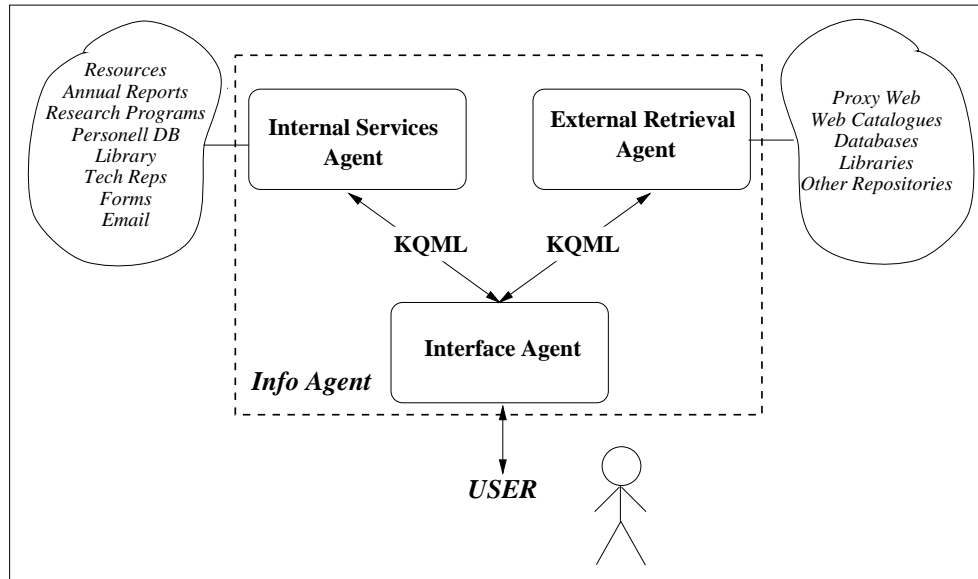 Resources
Annual Reports
Research Programs
Personell DB
Library
Tech Reps
Forms
Email
Internal Services
Agent
External Retrieval
Agent
Proxy Web
Web Catalogues
Databases
Libraries
Other Repositories
KQML
KQML
Interface Agent
Info Agent
USER